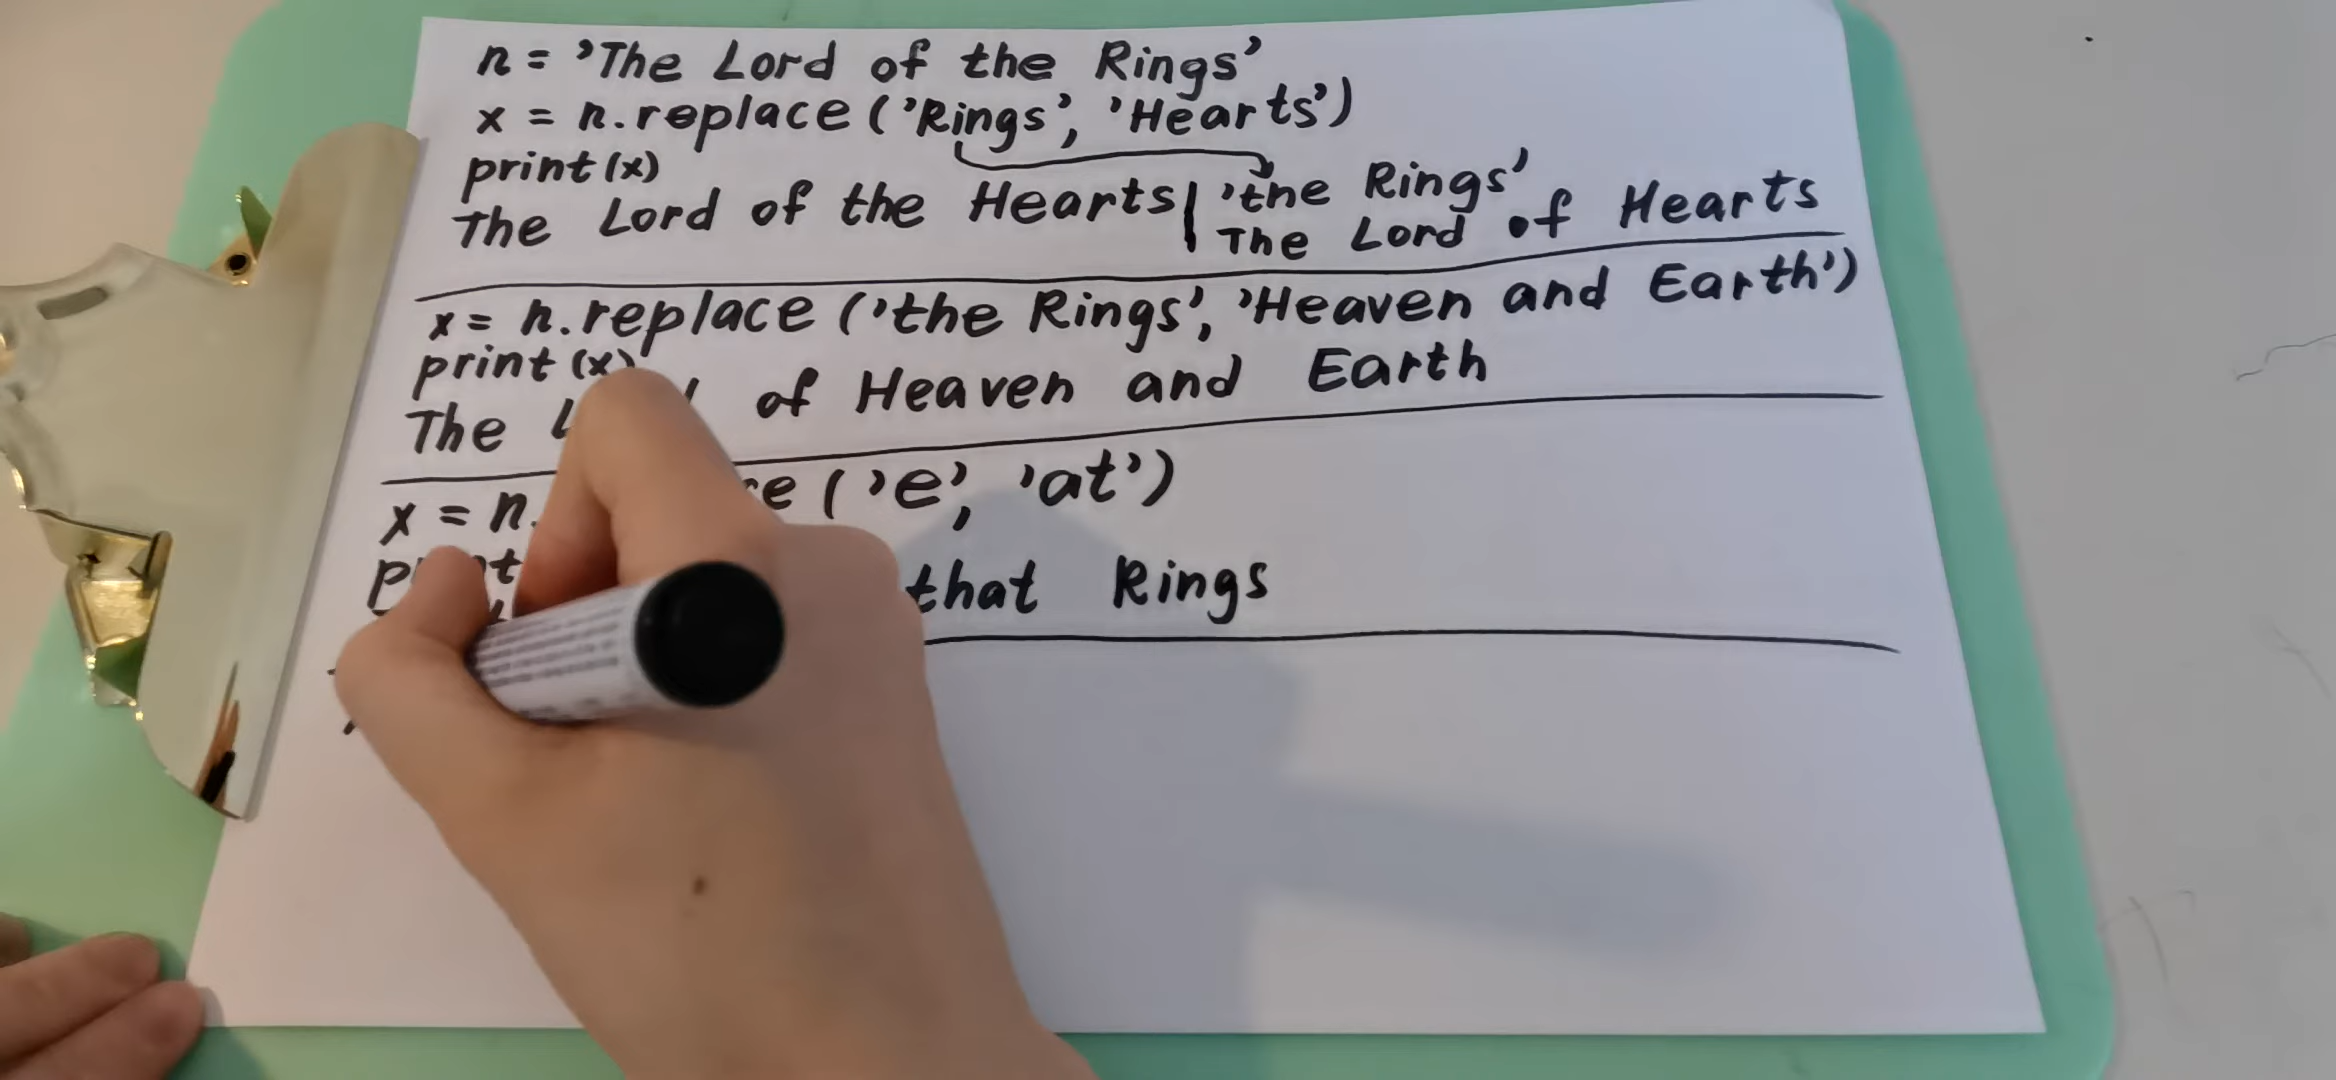 n = 'The Lord of the Rings'
x = n.replace('Rings', 'Hearts')
print(x)
The Lord of the Hearts | 'the Rings'
The Lord of Hearts
x = n.replace('the Rings', 'Heaven and Earth')
print(x)
The of Heaven and Earth
x = n. ('e', 'at')
that Rings